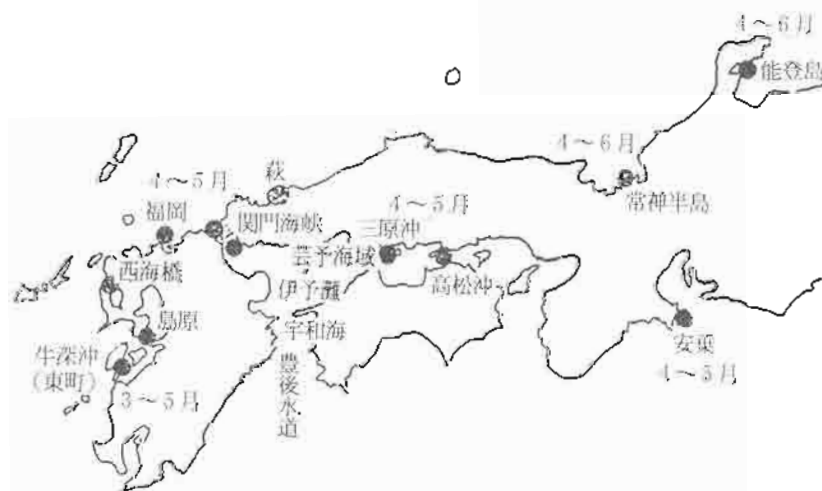 4～6月
能登島
4～6月
常神半島
萩
4～5月
福岡
関門海峡
4～5月
三原沖
芸予海域
高松沖
西海橋
伊予灘
島原
宇和海
豊後水道
安乗
4～5月
牛深沖
(東町)
3～5月